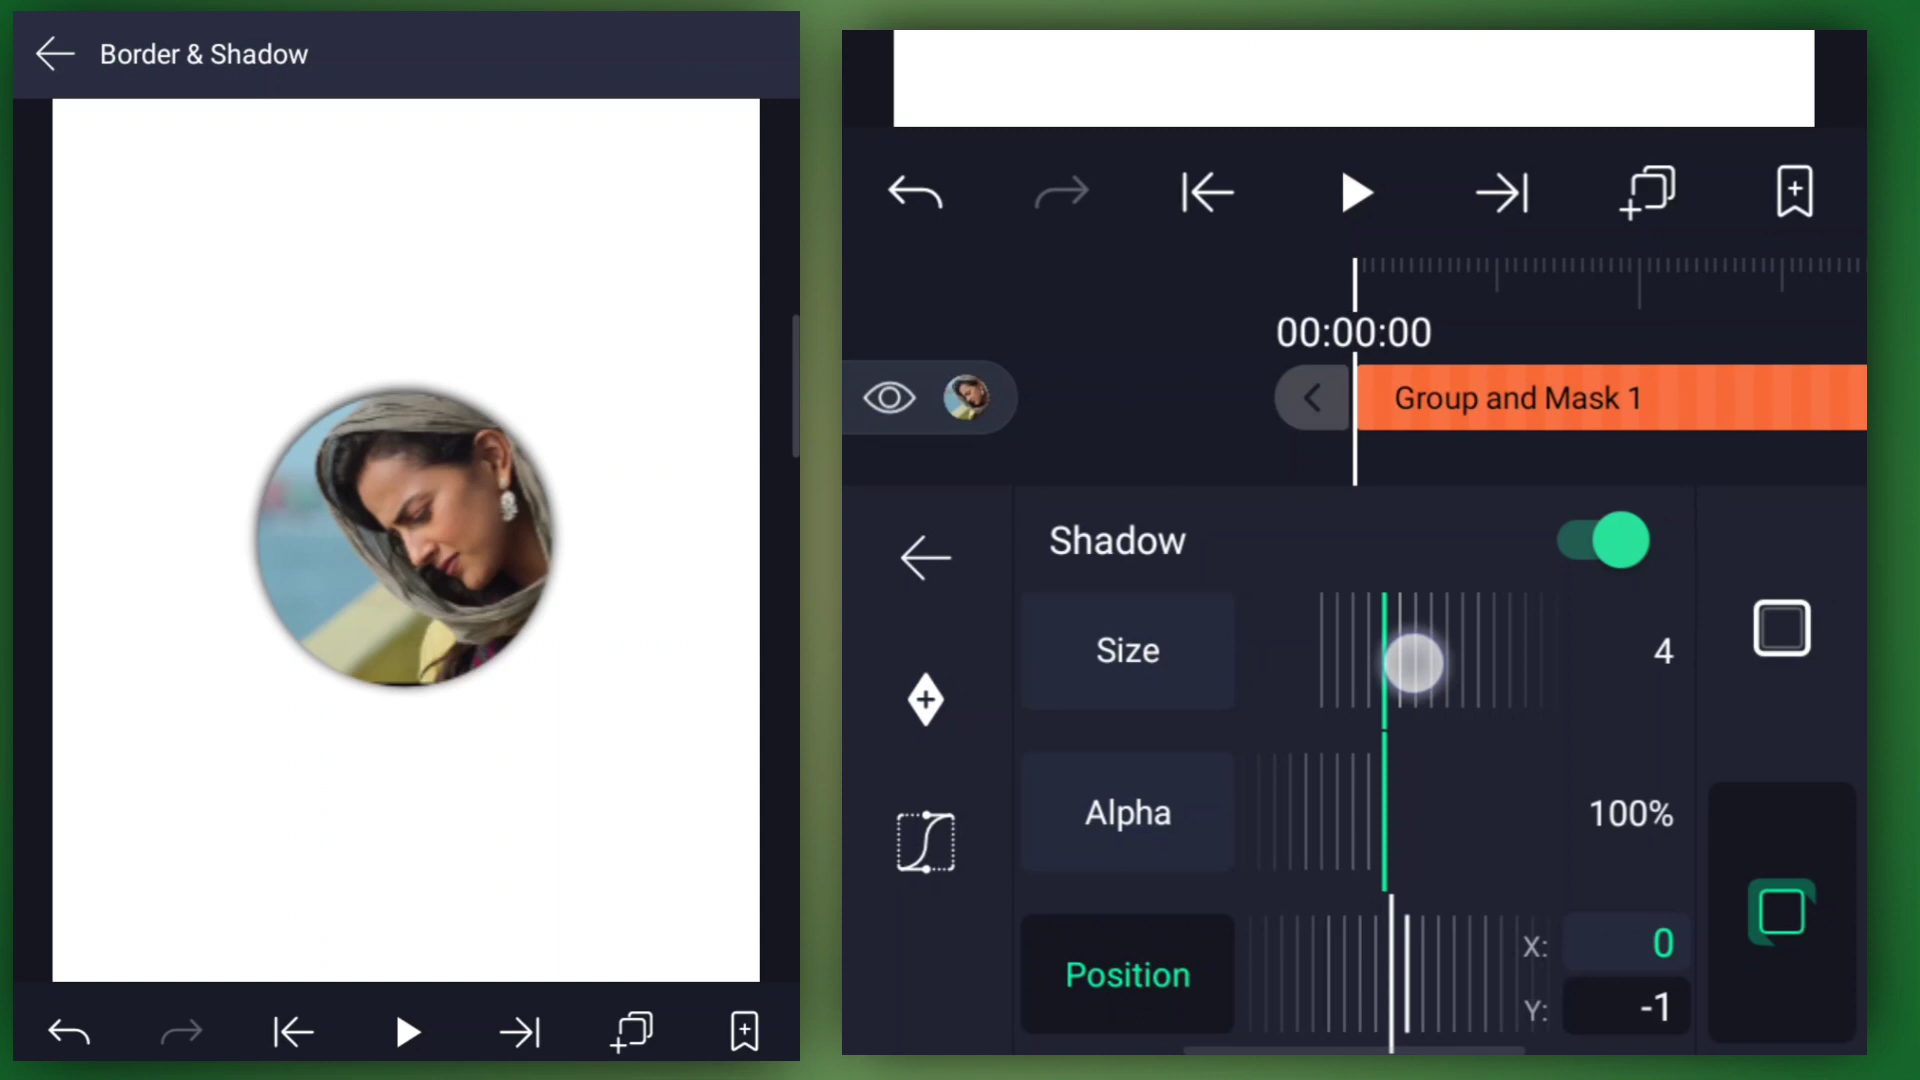 Border & Shadow
00:00:00
Group and Mask 1
Shadow
Size
4
Alpha
100%
Position
X: 0
Y: -1